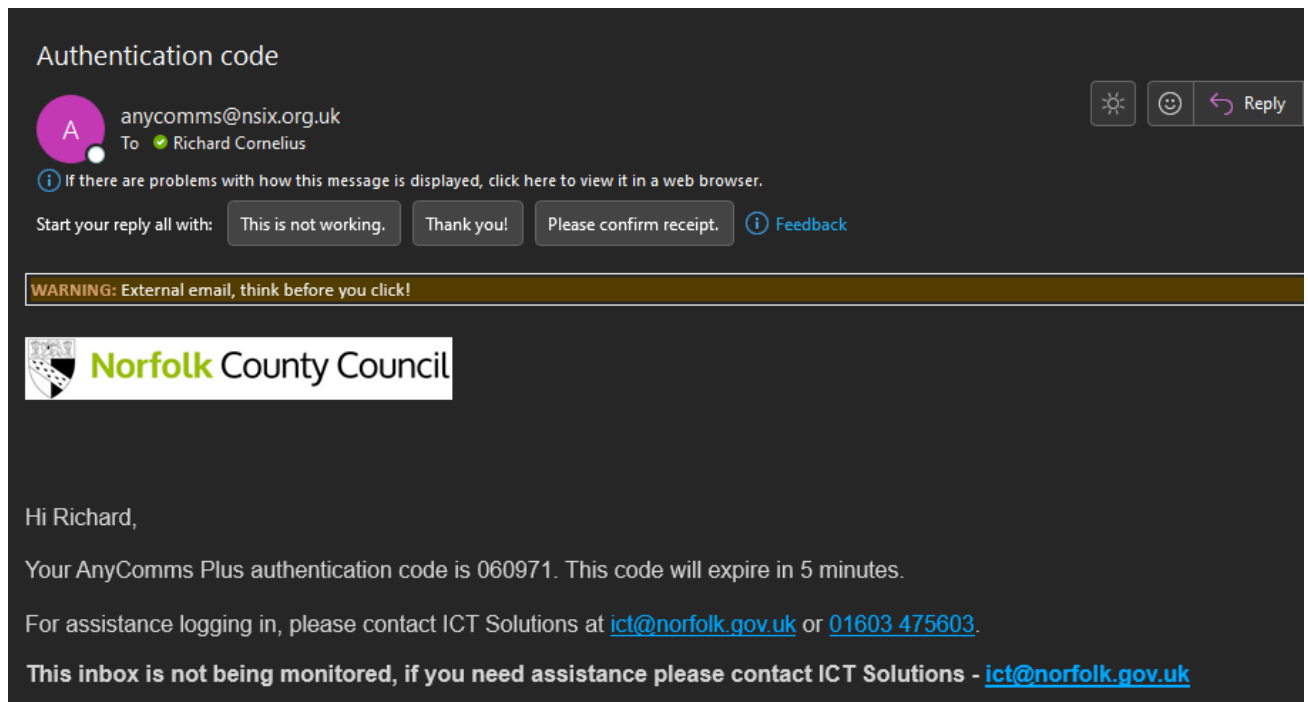 Authentication code
A
anycomms@nsix.org.uk
To Richard Cornelius
Reply
If there are problems with how this message is displayed, click here to view it in a web browser.
Start your reply all with: This is not working. Thank you! Please confirm receipt. Feedback
WARNING: External email, think before you click!
Norfolk County Council
Hi Richard,
Your AnyComms Plus authentication code is 060971. This code will expire in 5 minutes.
For assistance logging in, please contact ICT Solutions at ict@norfolk.gov.uk or 01603 475603.
This inbox is not being monitored, if you need assistance please contact ICT Solutions - ict@norfolk.gov.uk